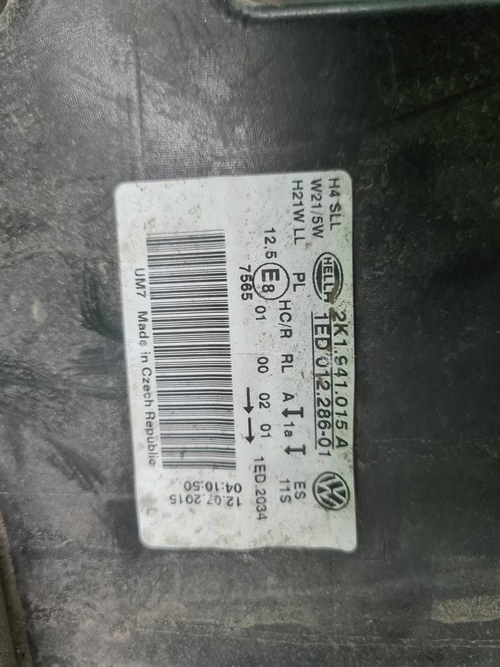 H4 SLL
W21/5W
H21W LL
HELLA
2K1.941.015 A
1ED 012.286-01
PL
HC/R RL A 1a
ES
11S
12,5 E8 01 00 02 01 1ED.2034
7565
12.07.2015
04:10:50
UM7 Made in Czech Republic